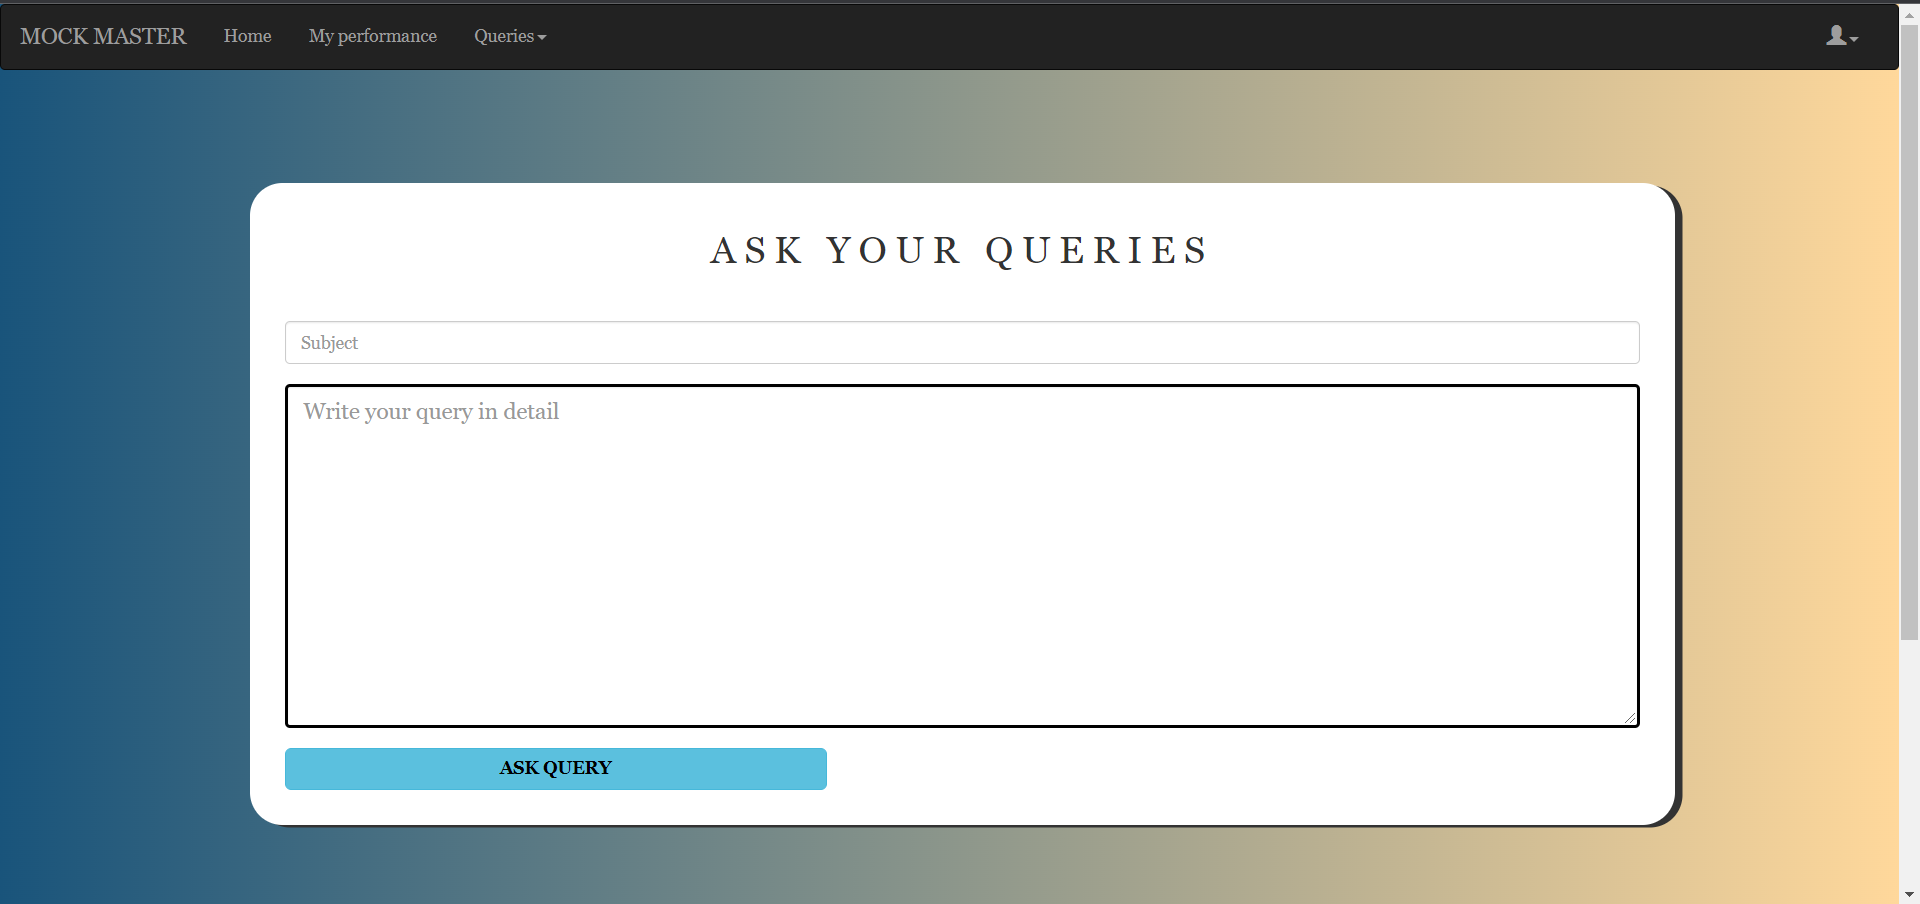 MOCK MASTER Home My performance Queries
ASK YOUR QUERIES
Subject
Write your query in detail
ASK QUERY